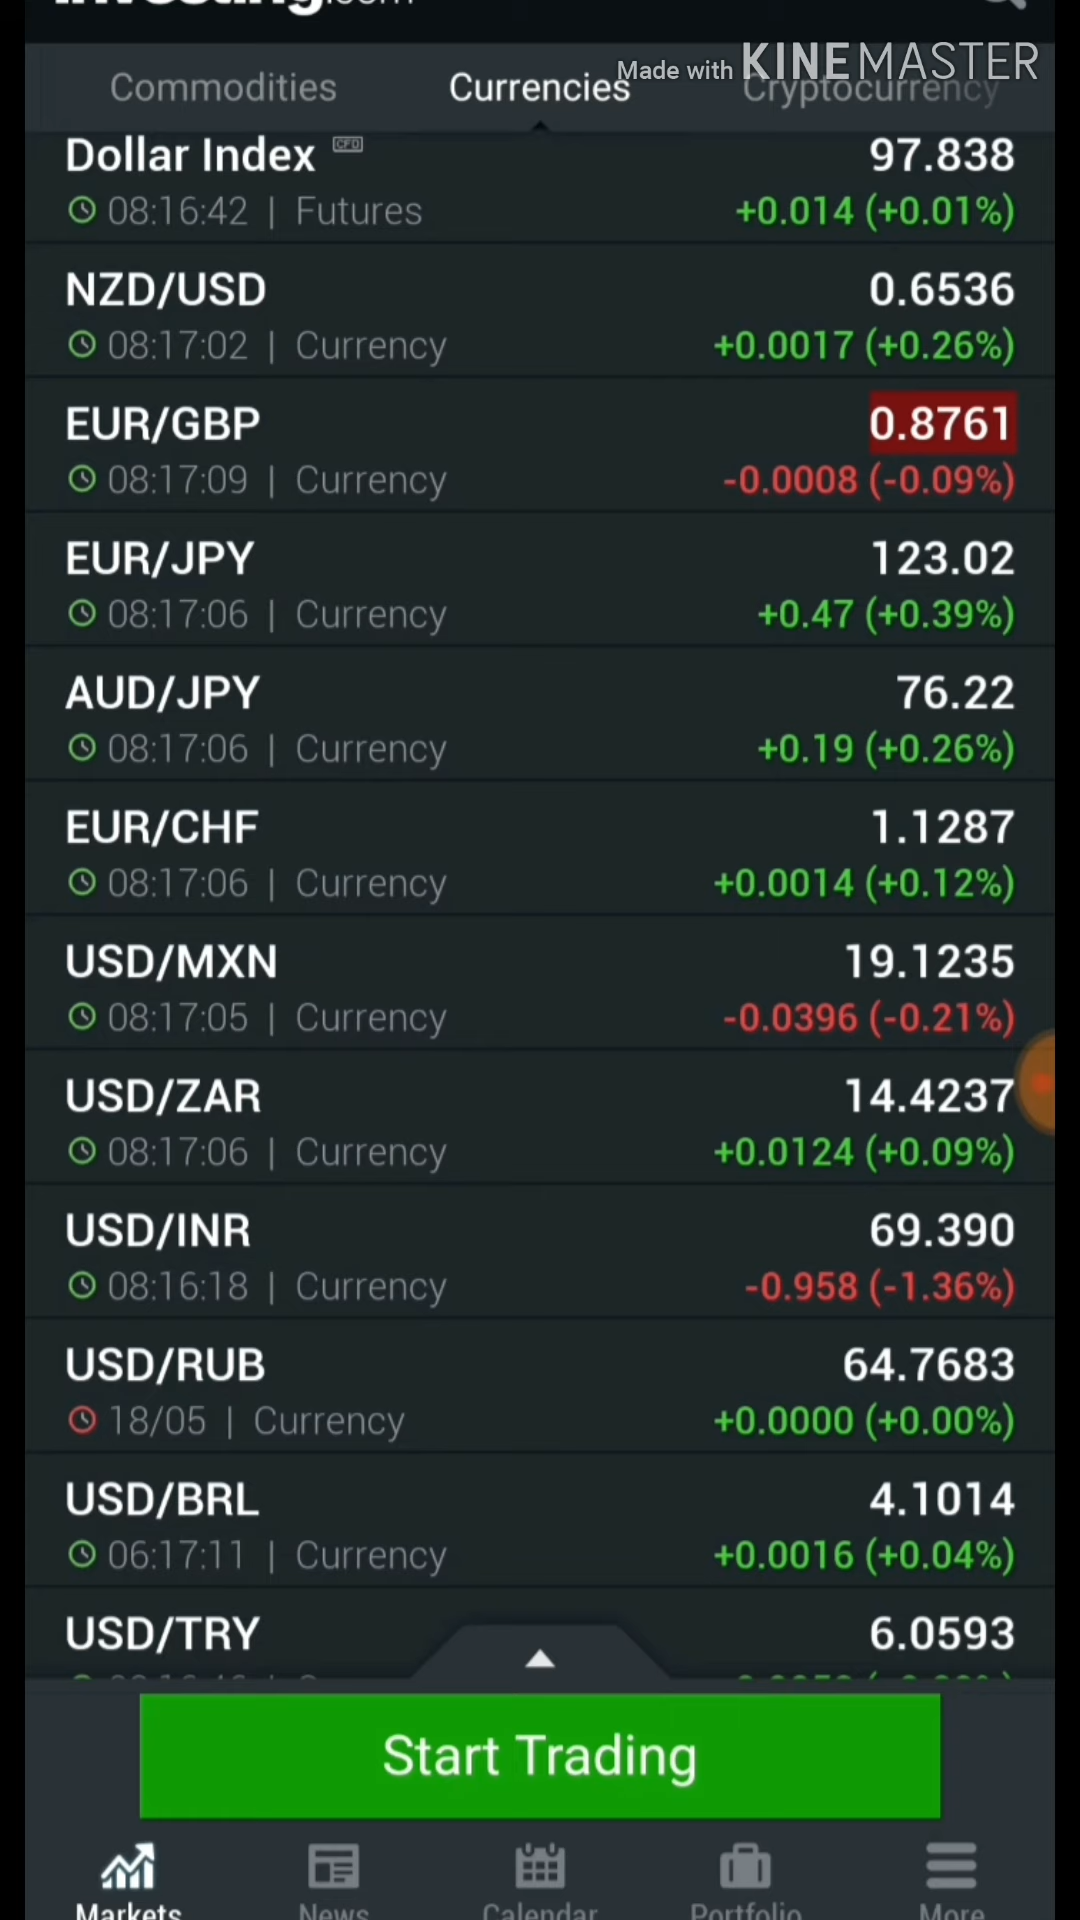 Investing.com
Made with KINEMASTER
Commodities Currencies Cryptocurrency
Dollar Index CFD 97.838
08:16:42 | Futures +0.014 (+0.01%)
NZD/USD 0.6536
08:17:02 | Currency +0.0017 (+0.26%)
EUR/GBP 0.8761
08:17:09 | Currency -0.0008 (-0.09%)
EUR/JPY 123.02
08:17:06 | Currency +0.47 (+0.39%)
AUD/JPY 76.22
08:17:06 | Currency +0.19 (+0.26%)
EUR/CHF 1.1287
08:17:06 | Currency +0.0014 (+0.12%)
USD/MXN 19.1235
08:17:05 | Currency -0.0396 (-0.21%)
USD/ZAR 14.4237
08:17:06 | Currency +0.0124 (+0.09%)
USD/INR 69.390
08:16:18 | Currency -0.958 (-1.36%)
USD/RUB 64.7683
18/05 | Currency +0.0000 (+0.00%)
USD/BRL 4.1014
06:17:11 | Currency +0.0016 (+0.04%)
USD/TRY 6.0593
Start Trading
Markets News Calendar Portfolio More